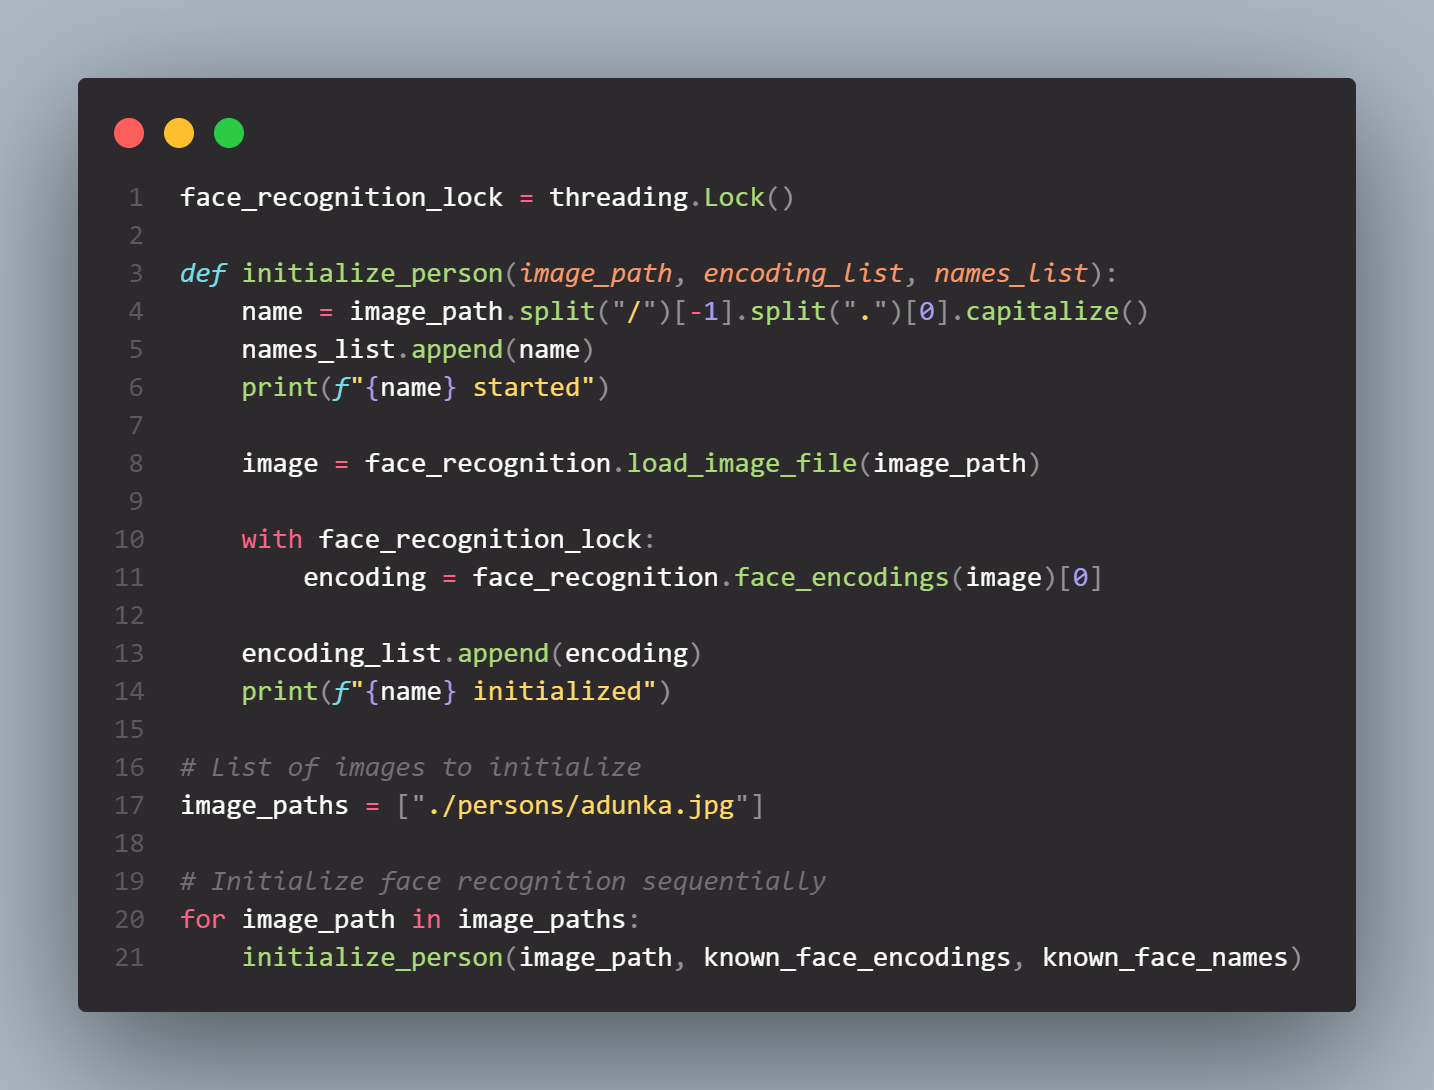 1 face_recognition_lock = threading.Lock()
2
3 def initialize_person(image_path, encoding_list, names_list):
4     name = image_path.split("/")[-1].split(".")[0].capitalize()
5     names_list.append(name)
6     print(f"{name} started")
7
8     image = face_recognition.load_image_file(image_path)
9
10     with face_recognition_lock:
11         encoding = face_recognition.face_encodings(image)[0]
12
13     encoding_list.append(encoding)
14     print(f"{name} initialized")
15
16 # List of images to initialize
17 image_paths = ["./persons/adunka.jpg"]
18
19 # Initialize face recognition sequentially
20 for image_path in image_paths:
21     initialize_person(image_path, known_face_encodings, known_face_names)